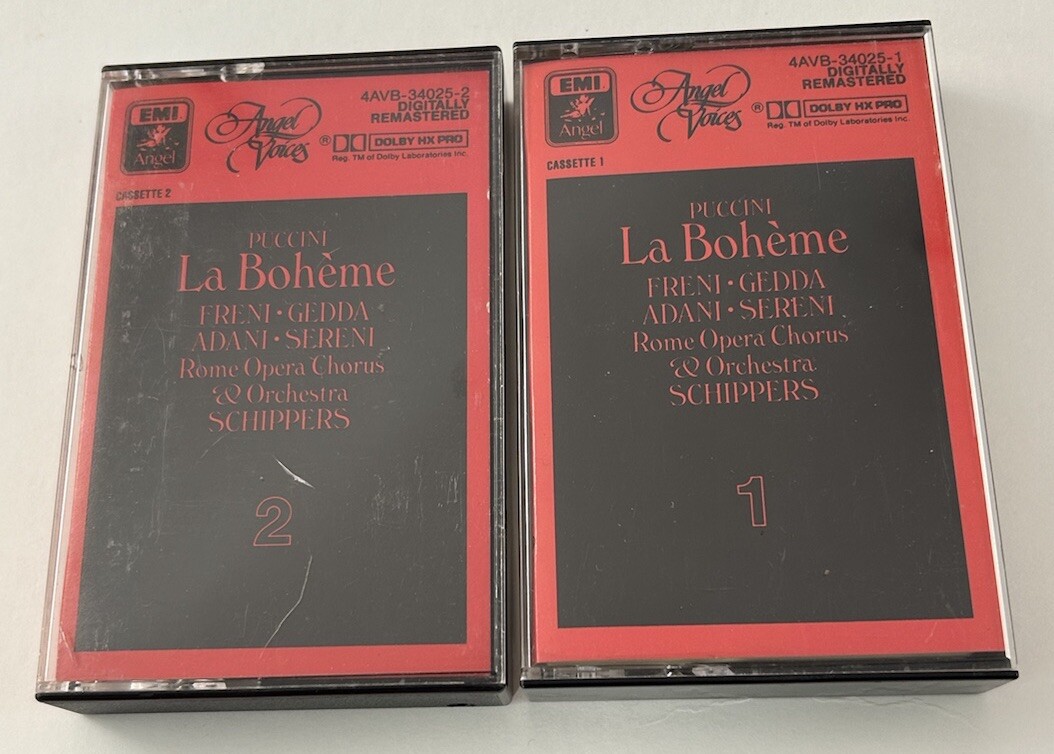 EMI
Angel
Angel
Voices
4AVB-34025-2
DIGITALLY
REMASTERED
® DOLBY HX PRO
Reg. TM of Dolby Laboratories Inc.
CASSETTE 2
PUCCINI
La Bohème
FRENI • GEDDA
ADANI • SERENI
Rome Opera Chorus
& Orchestra
SCHIPPERS
2
EMI
Angel
Angel
Voices
4AVB-34025-1
DIGITALLY
REMASTERED
® DOLBY HX PRO
Reg. TM of Dolby Laboratories Inc.
CASSETTE 1
PUCCINI
La Bohème
FRENI • GEDDA
ADANI • SERENI
Rome Opera Chorus
& Orchestra
SCHIPPERS
1